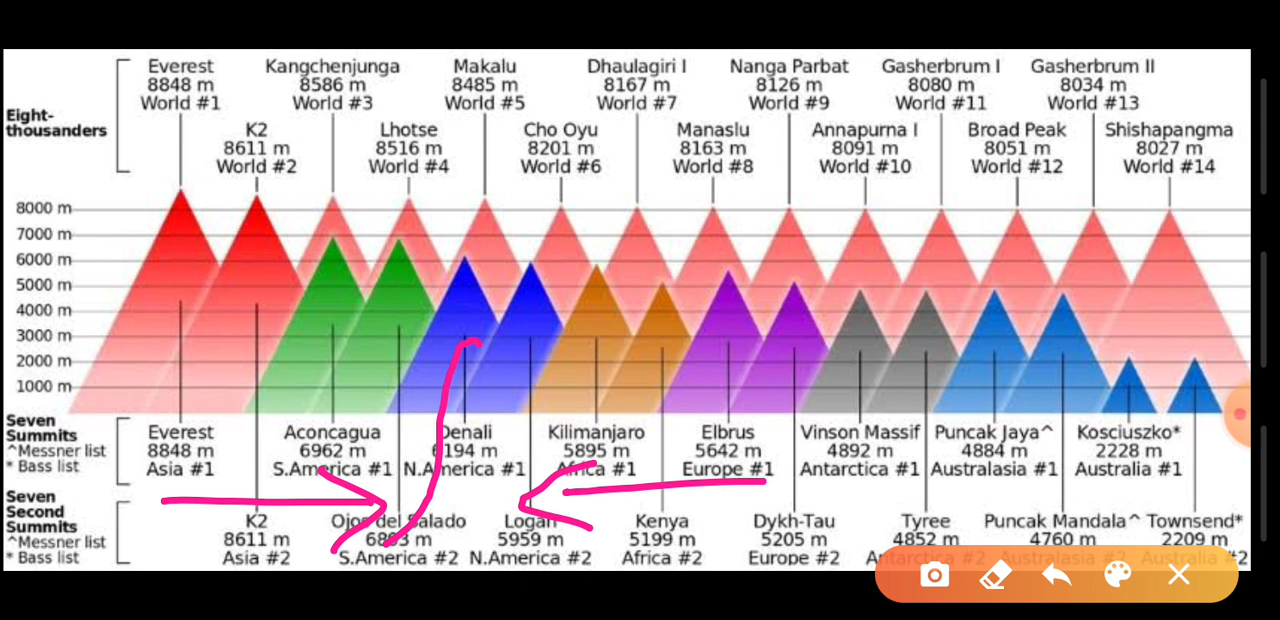 Everest Kangchenjunga Makalu Dhaulagiri I Nanga Parbat Gasherbrum I Gasherbrum II
8848 m 8586 m 8485 m 8167 m 8126 m 8080 m 8034 m
World #1 World #3 World #5 World #7 World #9 World #11 World #13
Eight-
thousanders
K2 Lhotse Cho Oyu Manaslu Annapurna I Broad Peak Shishapangma
8611 m 8516 m 8201 m 8163 m 8091 m 8051 m 8027 m
World #2 World #4 World #6 World #8 World #10 World #12 World #14
8000 m
7000 m
6000 m
5000 m
4000 m
3000 m
2000 m
1000 m
Seven
Summits
^Messner list
* Bass list
Everest Aconcagua Denali Kilimanjaro Elbrus Vinson Massif Puncak Jaya^ Kosciuszko*
8848 m 6962 m 6194 m 5895 m 5642 m 4892 m 4884 m 2228 m
Asia #1 S.America #1 N.America #1 Africa #1 Europe #1 Antarctica #1 Australasia #1 Australia #1
Seven
Second
Summits
^Messner list
* Bass list
K2 Ojos del Salado Logan Kenya Dykh-Tau Tyree Puncak Mandala^ Townsend*
8611 m 6893 m 5959 m 5199 m 5205 m 4852 m 4760 m 2209 m
Asia #2 S.America #2 N.America #2 Africa #2 Europe #2 Antarctica #2 Australasia #2 Australia #2